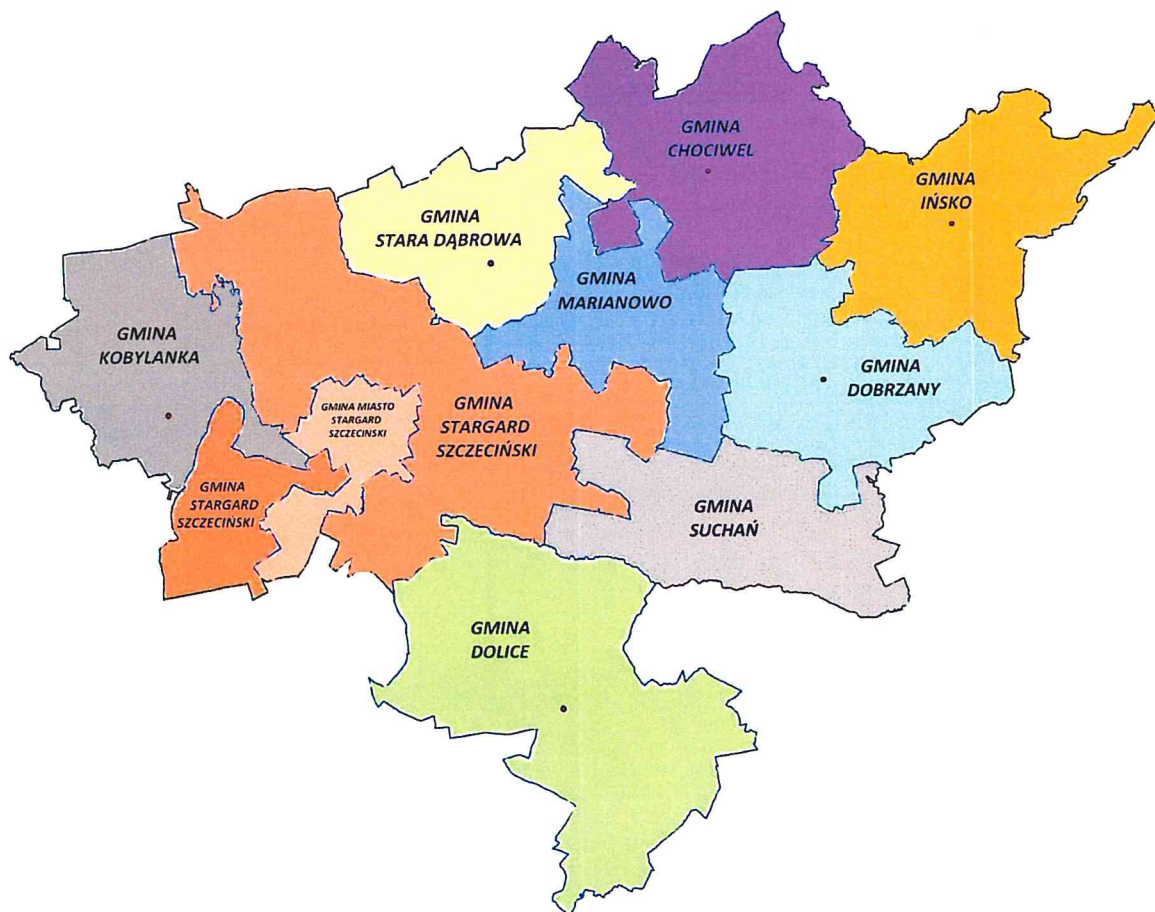 GMINA
CHOCIWEL
GMINA
IŃSKO
GMINA
STARA DĄBROWA
GMINA
MARIANOWO
GMINA
KOBYLANKA
GMINA
DOBRZANY
GMINA MIASTO
STARGARD
SZCZECINSKI
GMINA
STARGARD
SZCZECIŃSKI
GMINA
STARGARD
SZCZECIŃSKI
GMINA
SUCHAŃ
GMINA
DOLICE